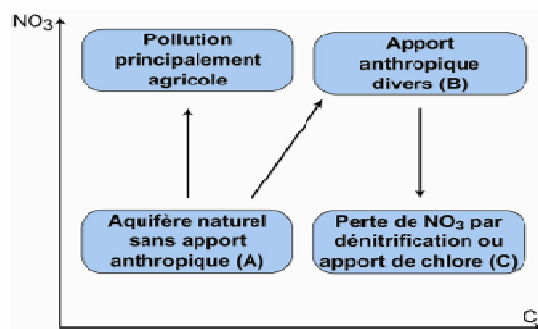 NO₃
Pollution
principalement
agricole
Apport
anthropique
divers (B)
Aquifère naturel
sans apport
anthropique (A)
Perte de NO₃ par
dénitrification ou
apport de chlore (C)